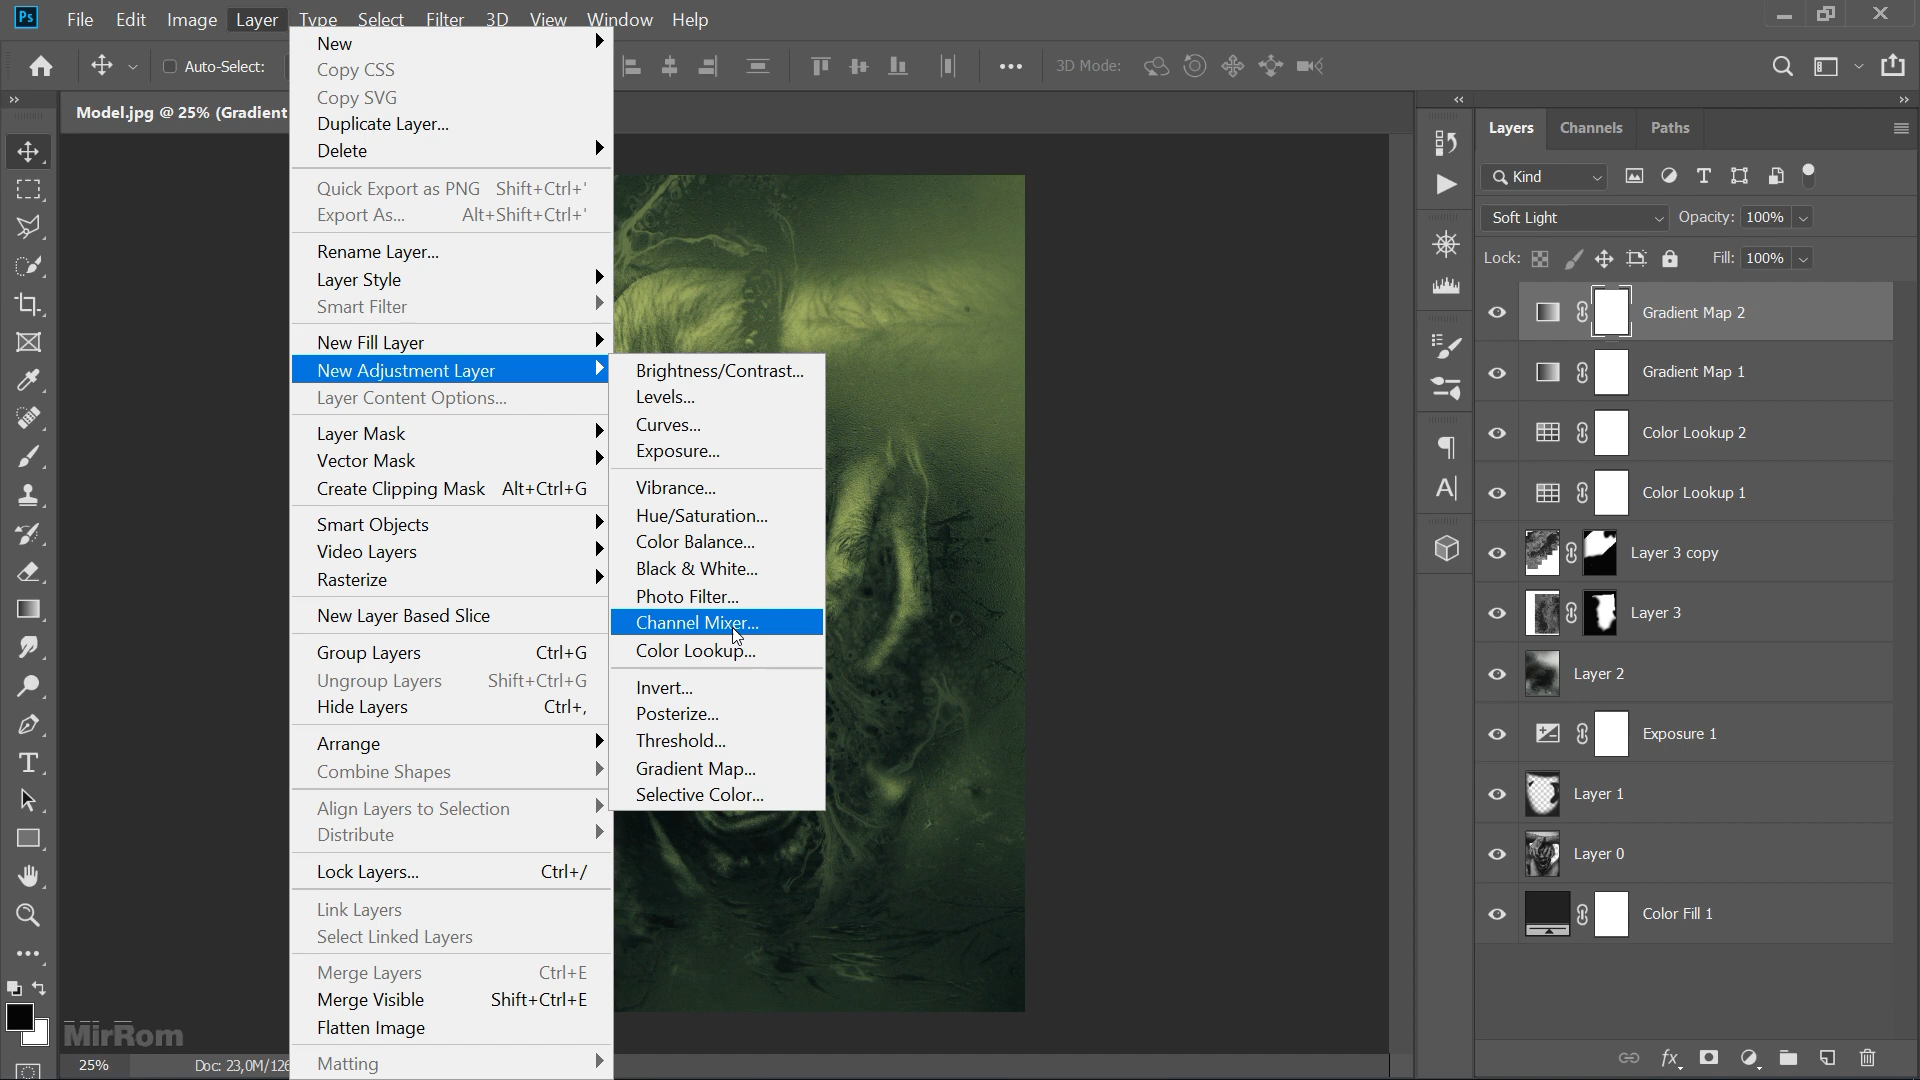 Ps File Edit Image Layer Type Select Filter 3D View Window Help
Auto-Select: 3D Mode:
Model.jpg @ 25% (Gradient
New
Copy CSS
Copy SVG
Duplicate Layer...
Delete
Quick Export as PNG Shift+Ctrl+'
Export As... Alt+Shift+Ctrl+'
Rename Layer...
Layer Style
Smart Filter
New Fill Layer
New Adjustment Layer
Layer Content Options...
Layer Mask
Vector Mask
Create Clipping Mask Alt+Ctrl+G
Smart Objects
Video Layers
Rasterize
New Layer Based Slice
Group Layers Ctrl+G
Ungroup Layers Shift+Ctrl+G
Hide Layers Ctrl+,
Arrange
Combine Shapes
Align Layers to Selection
Distribute
Lock Layers... Ctrl+/
Link Layers
Select Linked Layers
Merge Layers Ctrl+E
Merge Visible Shift+Ctrl+E
Flatten Image
Matting
Brightness/Contrast...
Levels...
Curves...
Exposure...
Vibrance...
Hue/Saturation...
Color Balance...
Black & White...
Photo Filter...
Channel Mixer...
Color Lookup...
Invert...
Posterize...
Threshold...
Gradient Map...
Selective Color...
Layers Channels Paths
Kind
Soft Light Opacity: 100%
Lock: Fill: 100%
Gradient Map 2
Gradient Map 1
Color Lookup 2
Color Lookup 1
Layer 3 copy
Layer 3
Layer 2
Exposure 1
Layer 1
Layer 0
Color Fill 1
MirRom
25% Doc: 23,0M/126